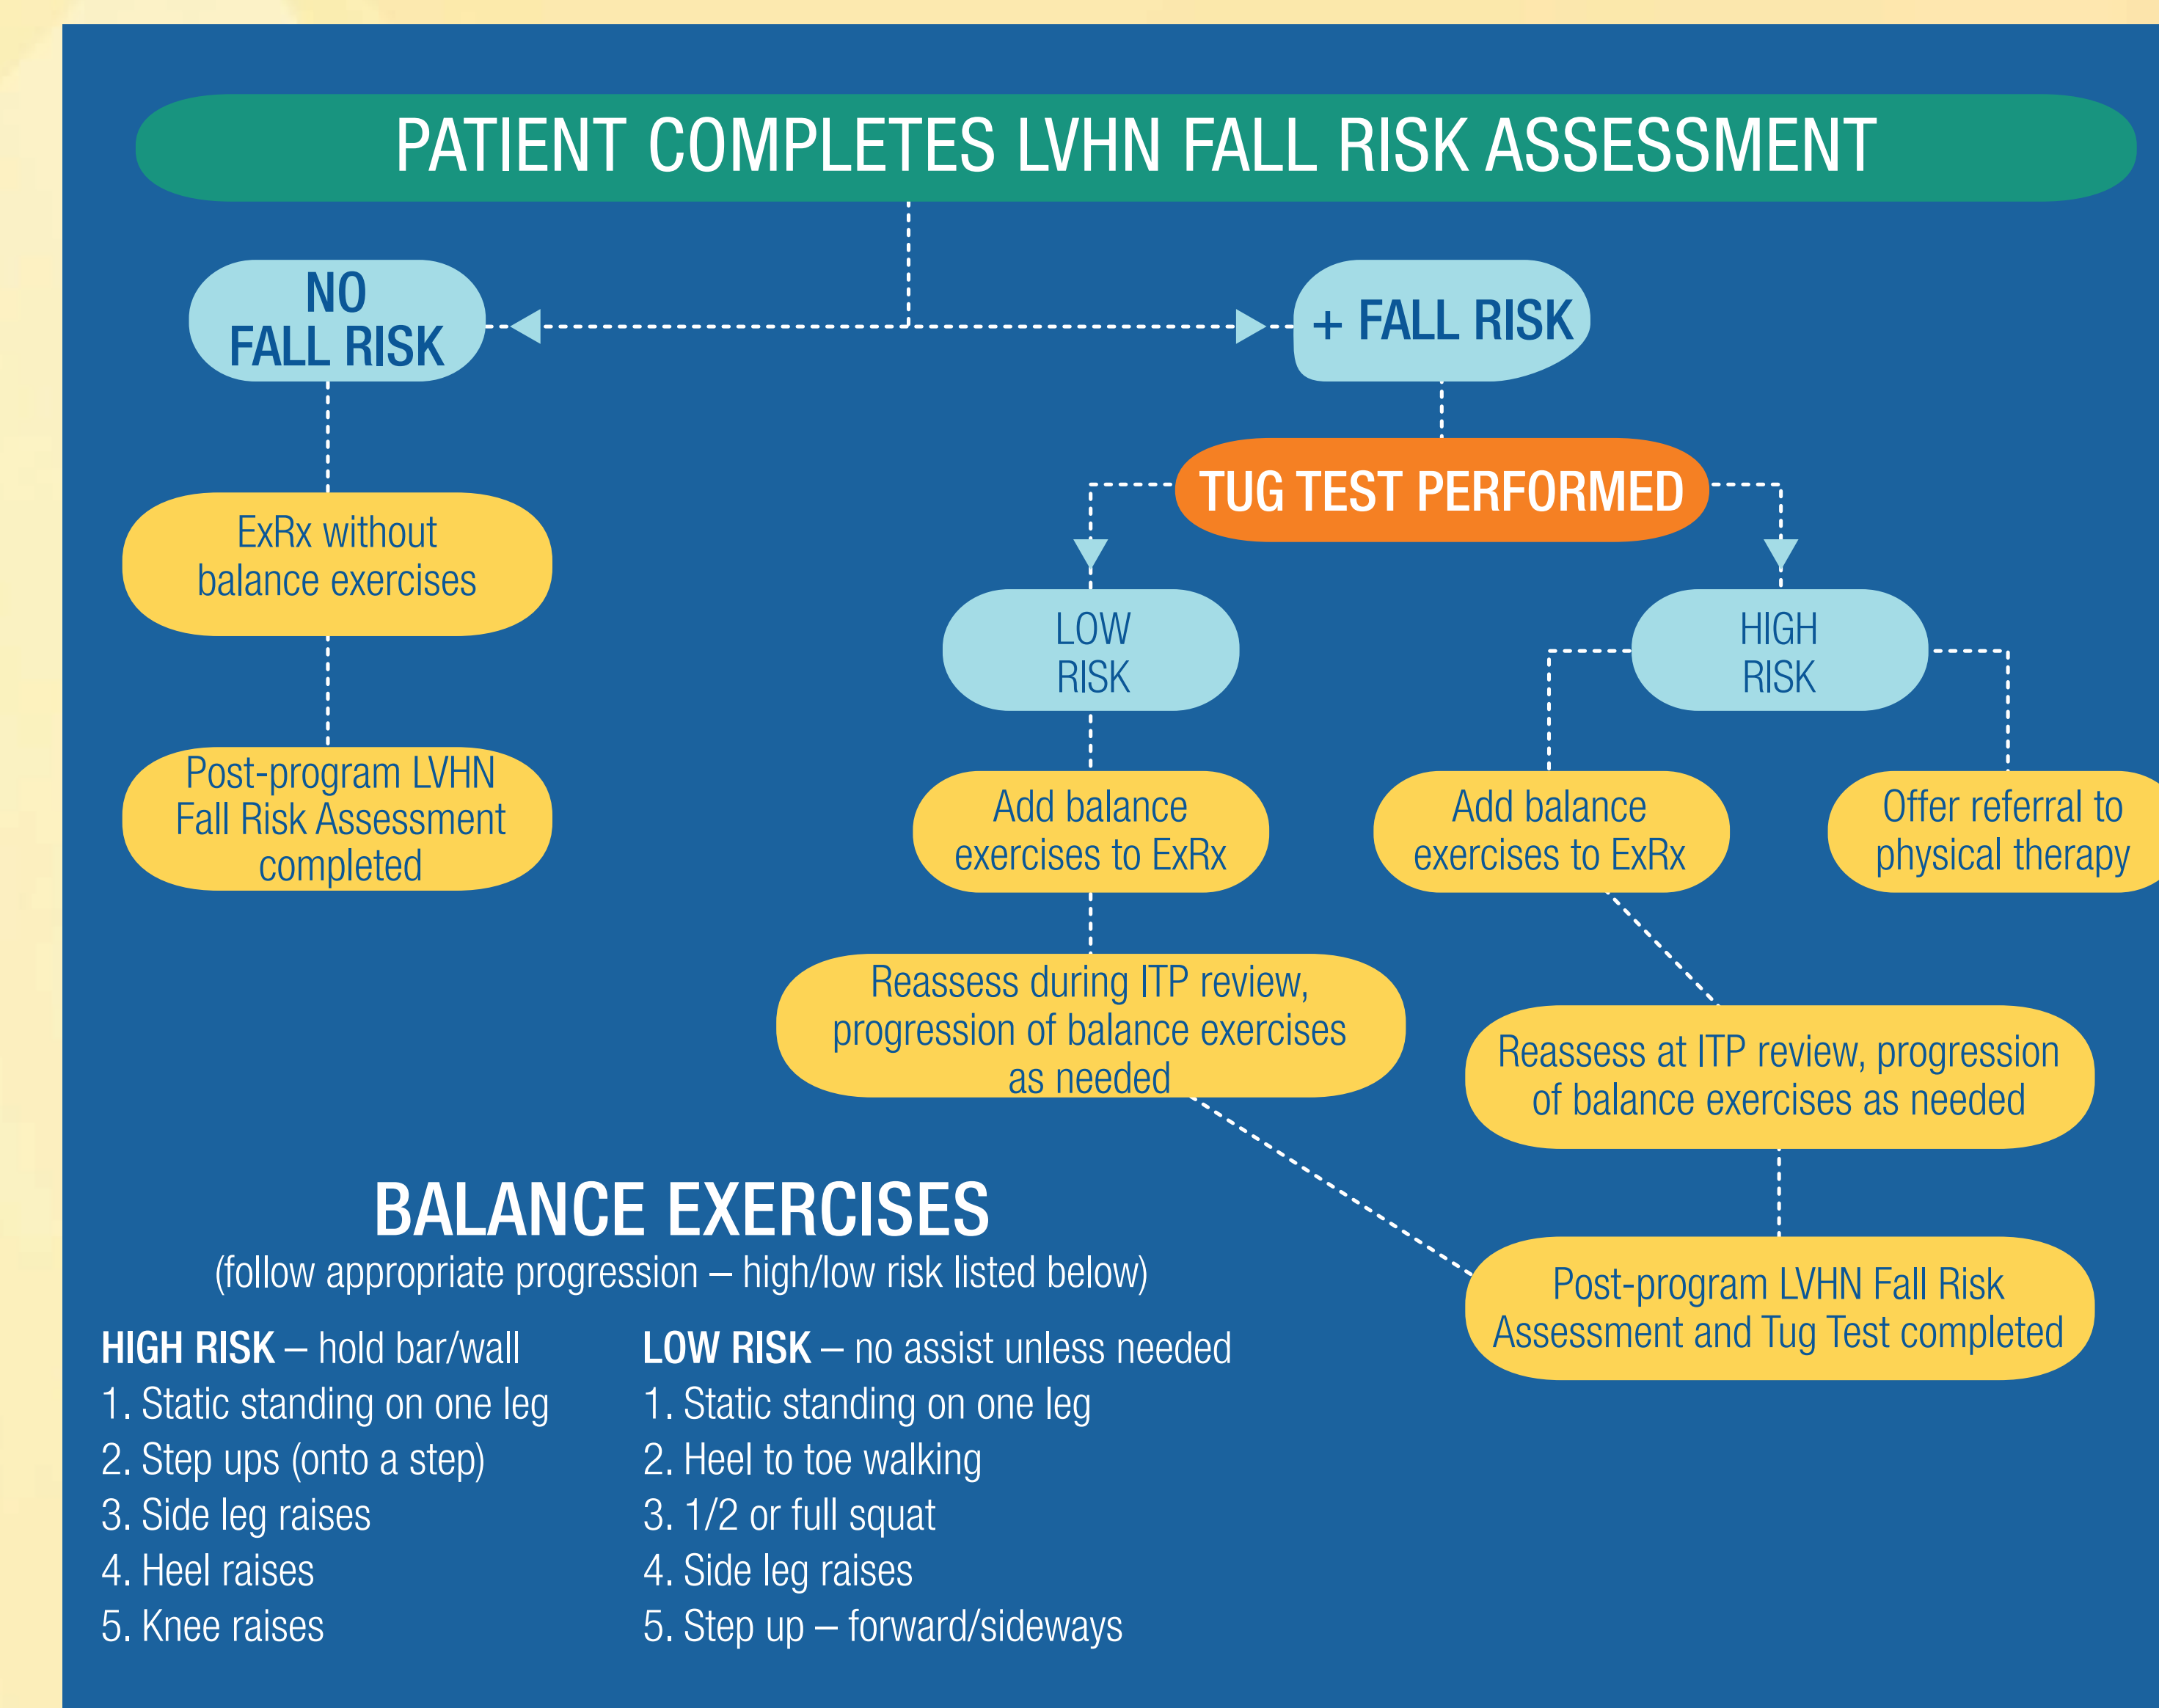 PATIENT COMPLETES LVHN FALL RISK ASSESSMENT
NO
FALL RISK
+ FALL RISK
TUG TEST PERFORMED
ExRx without
balance exercises
LOW
RISK
HIGH
RISK
Post-program LVHN
Fall Risk Assessment
completed
Add balance
exercises to ExRx
Add balance
exercises to ExRx
Offer referral to
physical therapy
Reassess during ITP review,
progression of balance exercises
as needed
Reassess at ITP review, progression
of balance exercises as needed
Post-program LVHN Fall Risk
Assessment and Tug Test completed
BALANCE EXERCISES
(follow appropriate progression – high/low risk listed below)
HIGH RISK – hold bar/wall
1. Static standing on one leg
2. Step ups (onto a step)
3. Side leg raises
4. Heel raises
5. Knee raises
LOW RISK – no assist unless needed
1. Static standing on one leg
2. Heel to toe walking
3. 1/2 or full squat
4. Side leg raises
5. Step up – forward/sideways